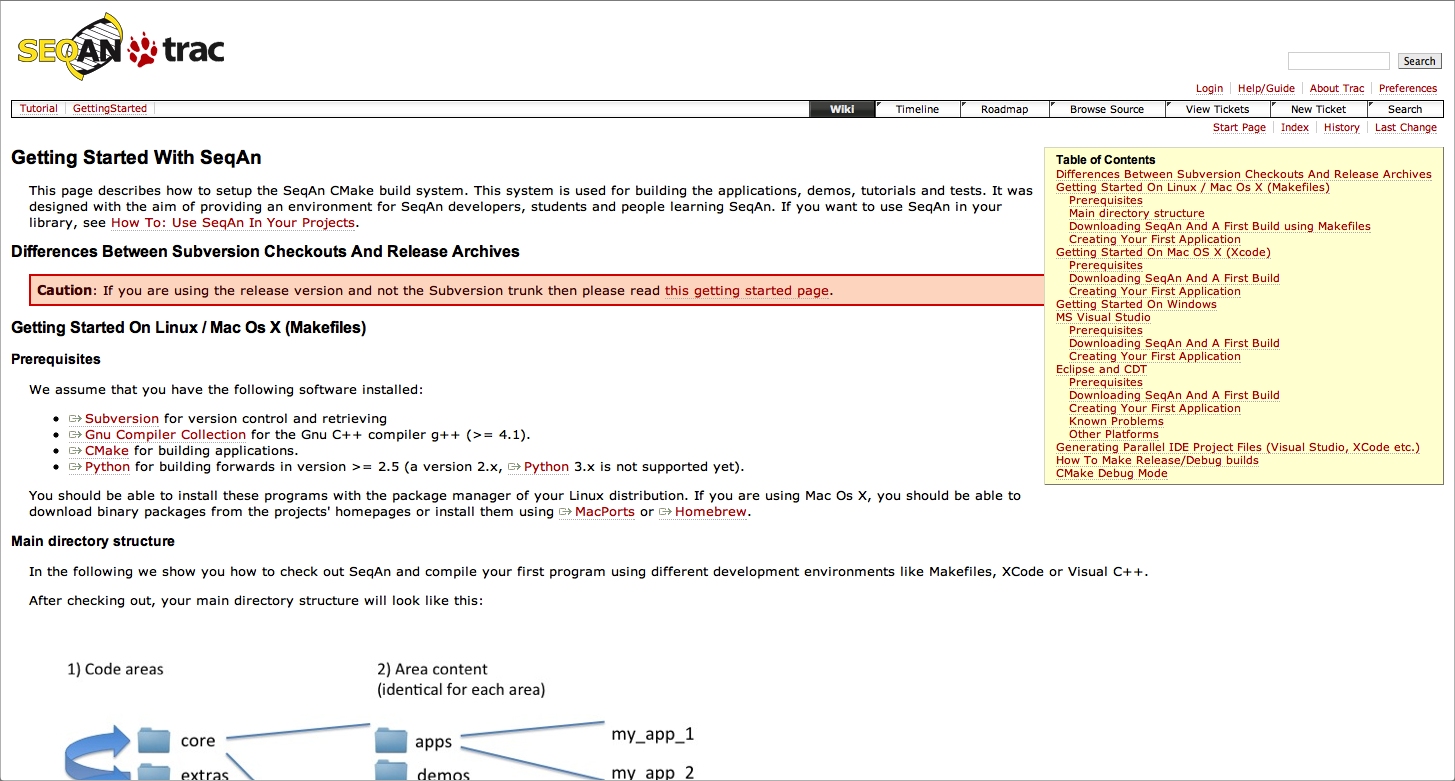 SEQAN trac
Search
Login Help/Guide About Trac Preferences
Tutorial GettingStarted Wiki Timeline Roadmap Browse Source View Tickets New Ticket Search
Start Page Index History Last Change
Getting Started With SeqAn
This page describes how to setup the SeqAn CMake build system. This system is used for building the applications, demos, tutorials and tests. It was
designed with the aim of providing an environment for SeqAn developers, students and people learning SeqAn. If you want to use SeqAn in your
library, see How To: Use SeqAn In Your Projects.
Differences Between Subversion Checkouts And Release Archives
Caution: If you are using the release version and not the Subversion trunk then please read this getting started page.
Getting Started On Linux / Mac Os X (Makefiles)
Prerequisites
We assume that you have the following software installed:
Subversion for version control and retrieving
Gnu Compiler Collection for the Gnu C++ compiler g++ (>= 4.1).
CMake for building applications.
Python for building forwards in version >= 2.5 (a version 2.x, Python 3.x is not supported yet).
You should be able to install these programs with the package manager of your Linux distribution. If you are using Mac Os X, you should be able to
download binary packages from the projects' homepages or install them using MacPorts or Homebrew.
Main directory structure
In the following we show you how to check out SeqAn and compile your first program using different development environments like Makefiles, XCode or Visual C++.
After checking out, your main directory structure will look like this:
Table of Contents
Differences Between Subversion Checkouts And Release Archives
Getting Started On Linux / Mac Os X (Makefiles)
Prerequisites
Main directory structure
Downloading SeqAn And A First Build using Makefiles
Creating Your First Application
Getting Started On Mac OS X (Xcode)
Prerequisites
Downloading SeqAn And A First Build
Creating Your First Application
Getting Started On Windows
MS Visual Studio
Prerequisites
Downloading SeqAn And A First Build
Creating Your First Application
Eclipse and CDT
Prerequisites
Downloading SeqAn And A First Build
Creating Your First Application
Known Problems
Other Platforms
Generating Parallel IDE Project Files (Visual Studio, XCode etc.)
How To Make Release/Debug builds
CMake Debug Mode
1) Code areas
2) Area content
(identical for each area)
core
apps
my_app_1
extras
demos
my_app_2